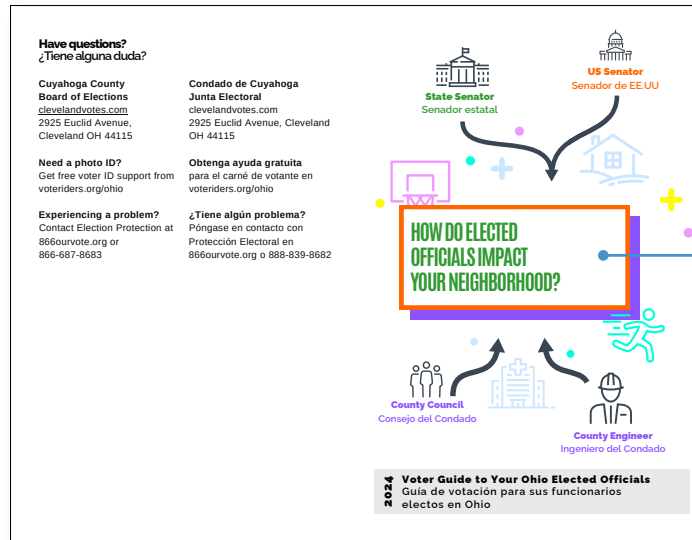 Have questions?
¿Tiene alguna duda?
Cuyahoga County
Board of Elections
clevelandvotes.com
2925 Euclid Avenue,
Cleveland OH 44115
Need a photo ID?
Get free voter ID support from
voteriders.org/ohio
Experiencing a problem?
Contact Election Protection at
866ourvote.org or
866-687-8683
Condado de Cuyahoga
Junta Electoral
clevelandvotes.com
2925 Euclid Avenue, Cleveland
OH 44115
Obtenga ayuda gratuita
para el carné de votante en
voteriders.org/ohio
¿Tiene algún problema?
Póngase en contacto con
Protección Electoral en
866ourvote.org o 888-839-8682
State Senator
Senador estatal
US Senator
Senador de EE.UU
HOW DO ELECTED
OFFICIALS IMPACT
YOUR NEIGHBORHOOD?
County Council
Consejo del Condado
County Engineer
Ingeniero del Condado
2024
Voter Guide to Your Ohio Elected Officials
Guía de votación para sus funcionarios
electos en Ohio